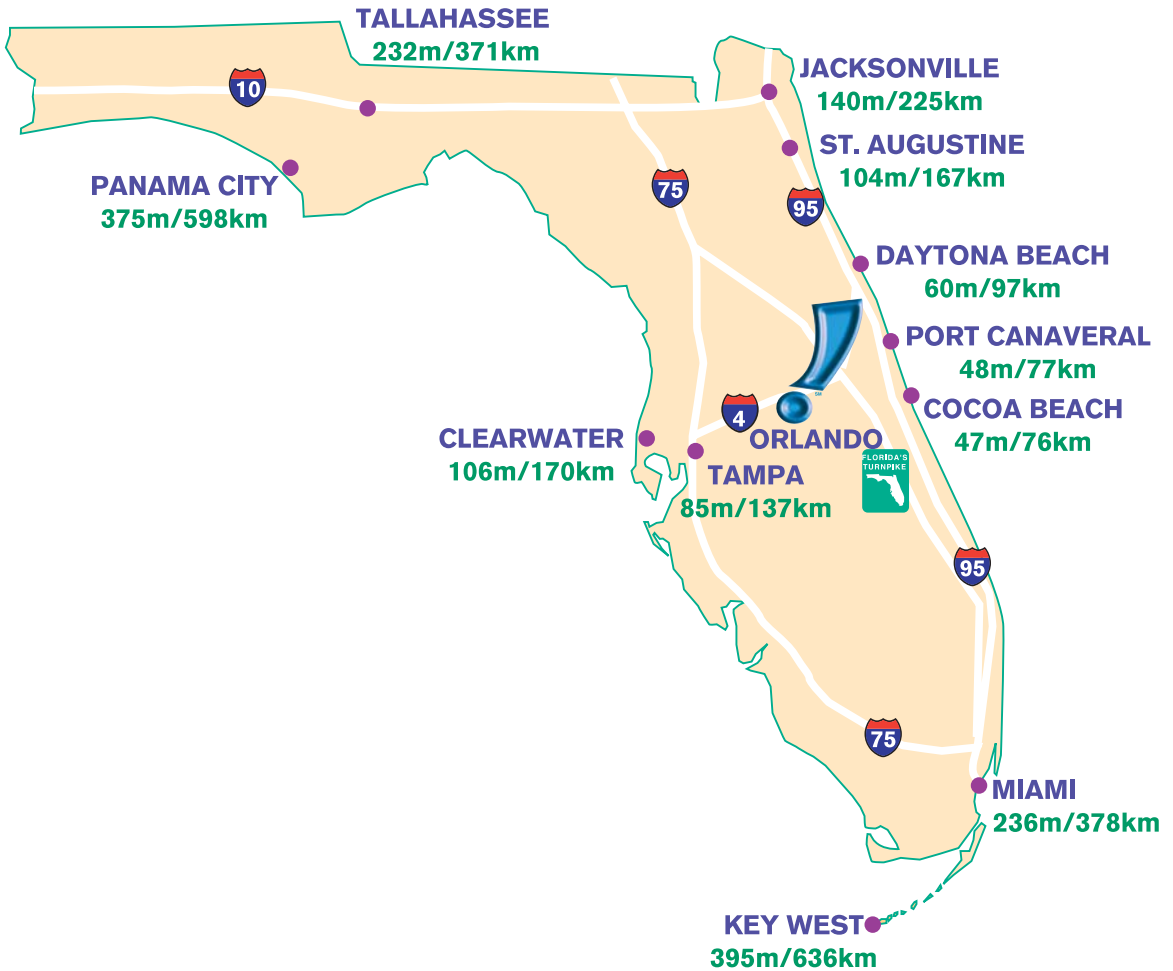 TALLAHASSEE
232m/371km
JACKSONVILLE
140m/225km
10
ST. AUGUSTINE
104m/167km
PANAMA CITY
375m/598km
75
95
DAYTONA BEACH
60m/97km
PORT CANAVERAL
48m/77km
SM
COCOA BEACH
47m/76km
4
ORLANDO
CLEARWATER
106m/170km
FLORIDA'S
TURNPIKE
TAMPA
85m/137km
95
75
MIAMI
236m/378km
KEY WEST
395m/636km